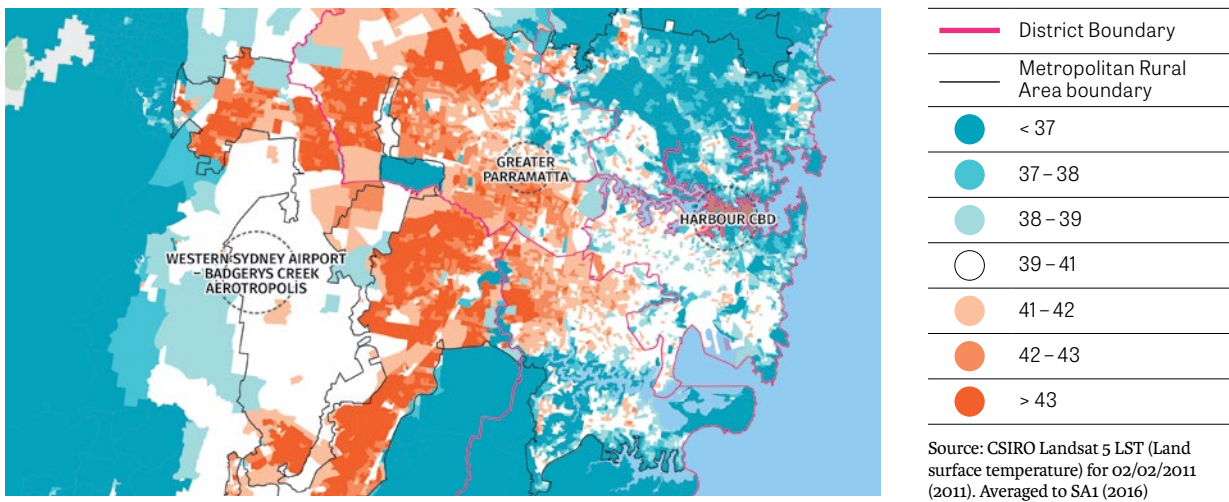 GREATER
PARRAMATTA
HARBOUR CBD
WESTERN SYDNEY AIRPORT
– BADGERYS CREEK
AEROTROPOLIS
District Boundary
Metropolitan Rural
Area boundary
< 37
37 – 38
38 – 39
39 – 41
41 – 42
42 – 43
> 43
Source: CSIRO Landsat 5 LST (Land
surface temperature) for 02/02/2011
(2011). Averaged to SA1 (2016)